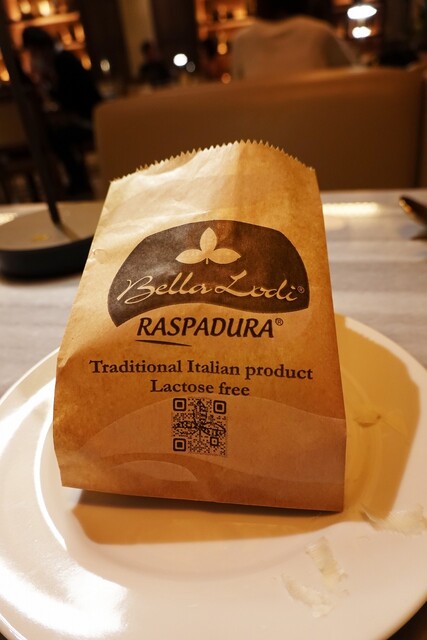 Bella Lodi®
RASPADURA®
Traditional Italian product
Lactose free